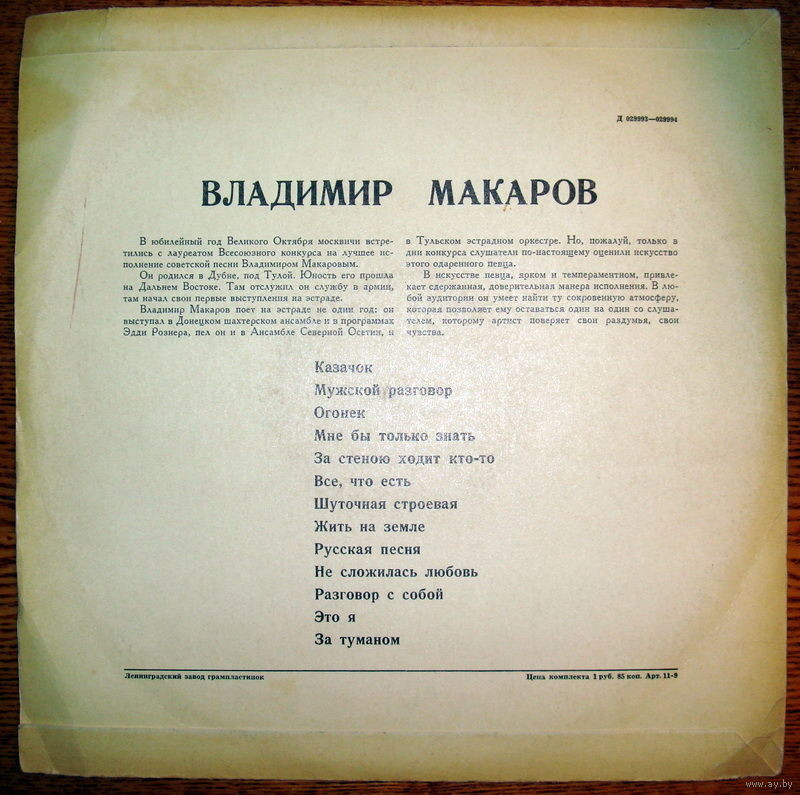 Д 029993—029994
ВЛАДИМИР МАКАРОВ
В юбилейный год Великого Октября москвичи встре-
тились с лауреатом Всесоюзного конкурса на лучшее ис-
полнение советской песни Владимиром Макаровым.
Он родился в Дубне, под Тулой. Юность его прошла
на Дальнем Востоке. Там отслужил он службу в армии,
там начал свои первые выступления на эстраде.
Владимир Макаров поет на эстраде не один год: он
выступал в Донецком шахтерском ансамбле и в программах
Эдди Рознера, пел он и в Ансамбле Северной Осетии, и
в Тульском эстрадном оркестре. Но, пожалуй, только в
дни конкурса слушатели по-настоящему оценили искусство
этого одаренного певца.
В искусстве певца, ярком и темпераментном, привле-
кает сдержанная, доверительная манера исполнения. В лю-
бой аудитории он умеет найти ту сокровенную атмосферу,
которая позволяет ему оставаться один на один со слуша-
телем, которому артист поверяет свои раздумья, свои
чувства.
Казачок
Мужской разговор
Огонек
Мне бы только знать
За стеною ходит кто-то
Все, что есть
Шуточная строевая
Жить на земле
Русская песня
Не сложилась любовь
Разговор с собой
Это я
За туманом
Ленинградский завод грампластинок
Цена комплекта 1 руб. 85 коп. Арт. 11-9
www.ay.by